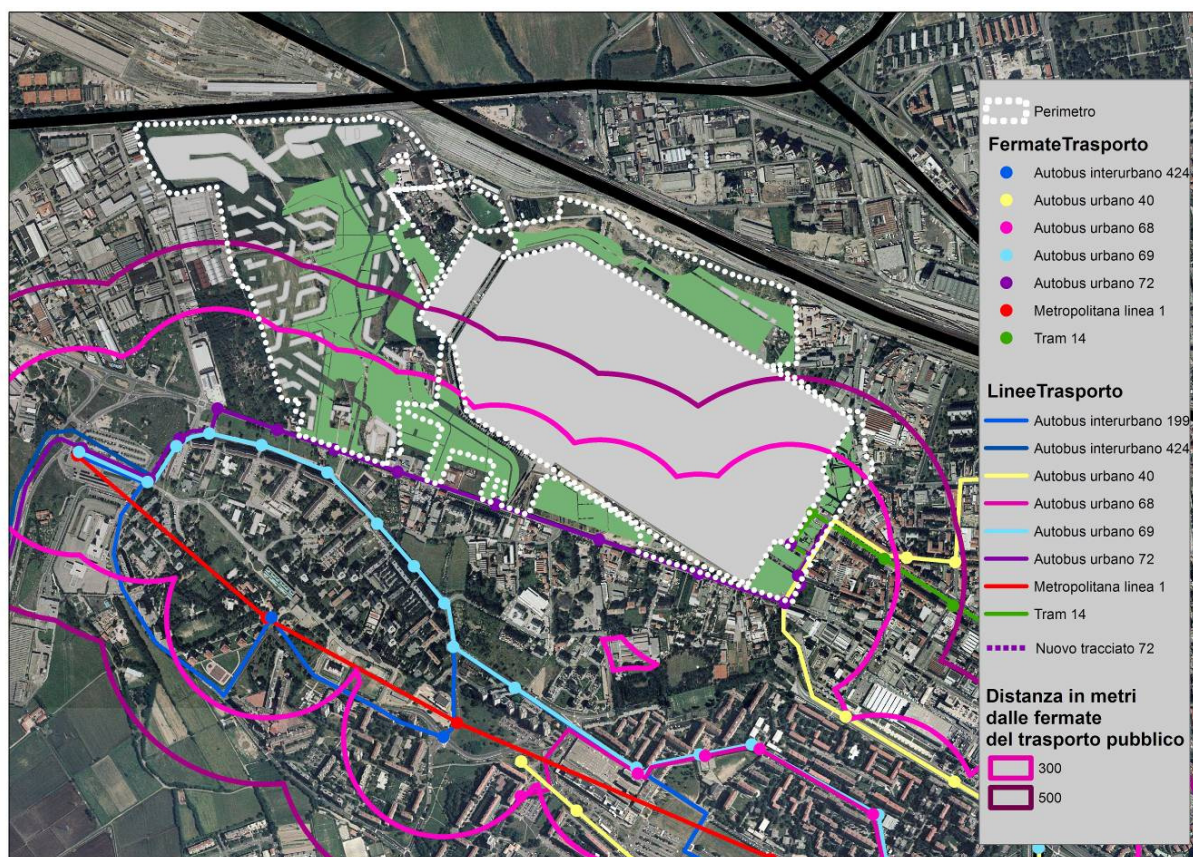 Perimetro
FermateTrasporto
Autobus interurbano 424
Autobus urbano 40
Autobus urbano 68
Autobus urbano 69
Autobus urbano 72
Metropolitana linea 1
Tram 14
LineeTrasporto
Autobus interurbano 199
Autobus interurbano 424
Autobus urbano 40
Autobus urbano 68
Autobus urbano 69
Autobus urbano 72
Metropolitana linea 1
Tram 14
Nuovo tracciato 72
Distanza in metri
dalle fermate
del trasporto pubblico
300
500